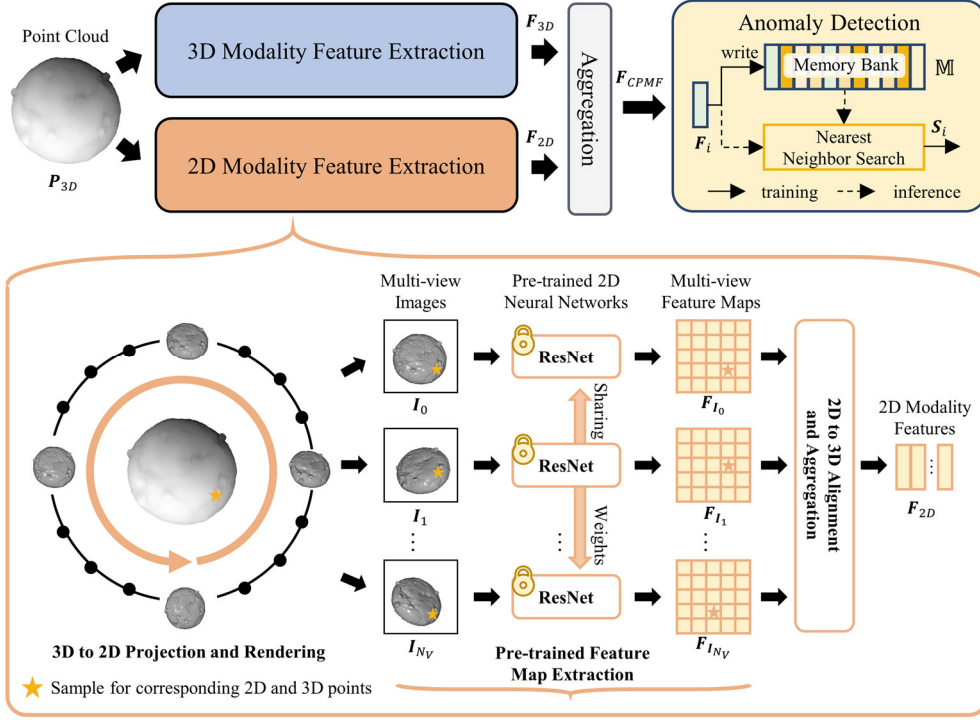 Point Cloud
P3D
3D Modality Feature Extraction
2D Modality Feature Extraction
F3D
F2D
Aggregation
FCPMF
Anomaly Detection
write
Memory Bank
𝕄
Fi
Nearest
Neighbor Search
Si
training
inference
Multi-view
Images
Pre-trained 2D
Neural Networks
Multi-view
Feature Maps
I0
ResNet
FI0
Sharing
I1
ResNet
FI1
Weights
...
...
...
INV
ResNet
FINV
2D to 3D Alignment
and Aggregation
2D Modality
Features
...
F2D
3D to 2D Projection and Rendering
Pre-trained Feature
Map Extraction
Sample for corresponding 2D and 3D points